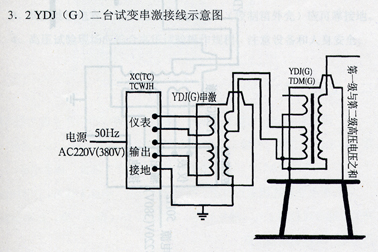 3．2 YDJ（G）二台试变串激接线示意图
XC(TC)
TCWJH
YDJ(G)串激
YDJ(G)
TDM(G)
仪表
电源 50Hz
AC220V(380V)
输出
接地
第一级与第二级高压电压之和